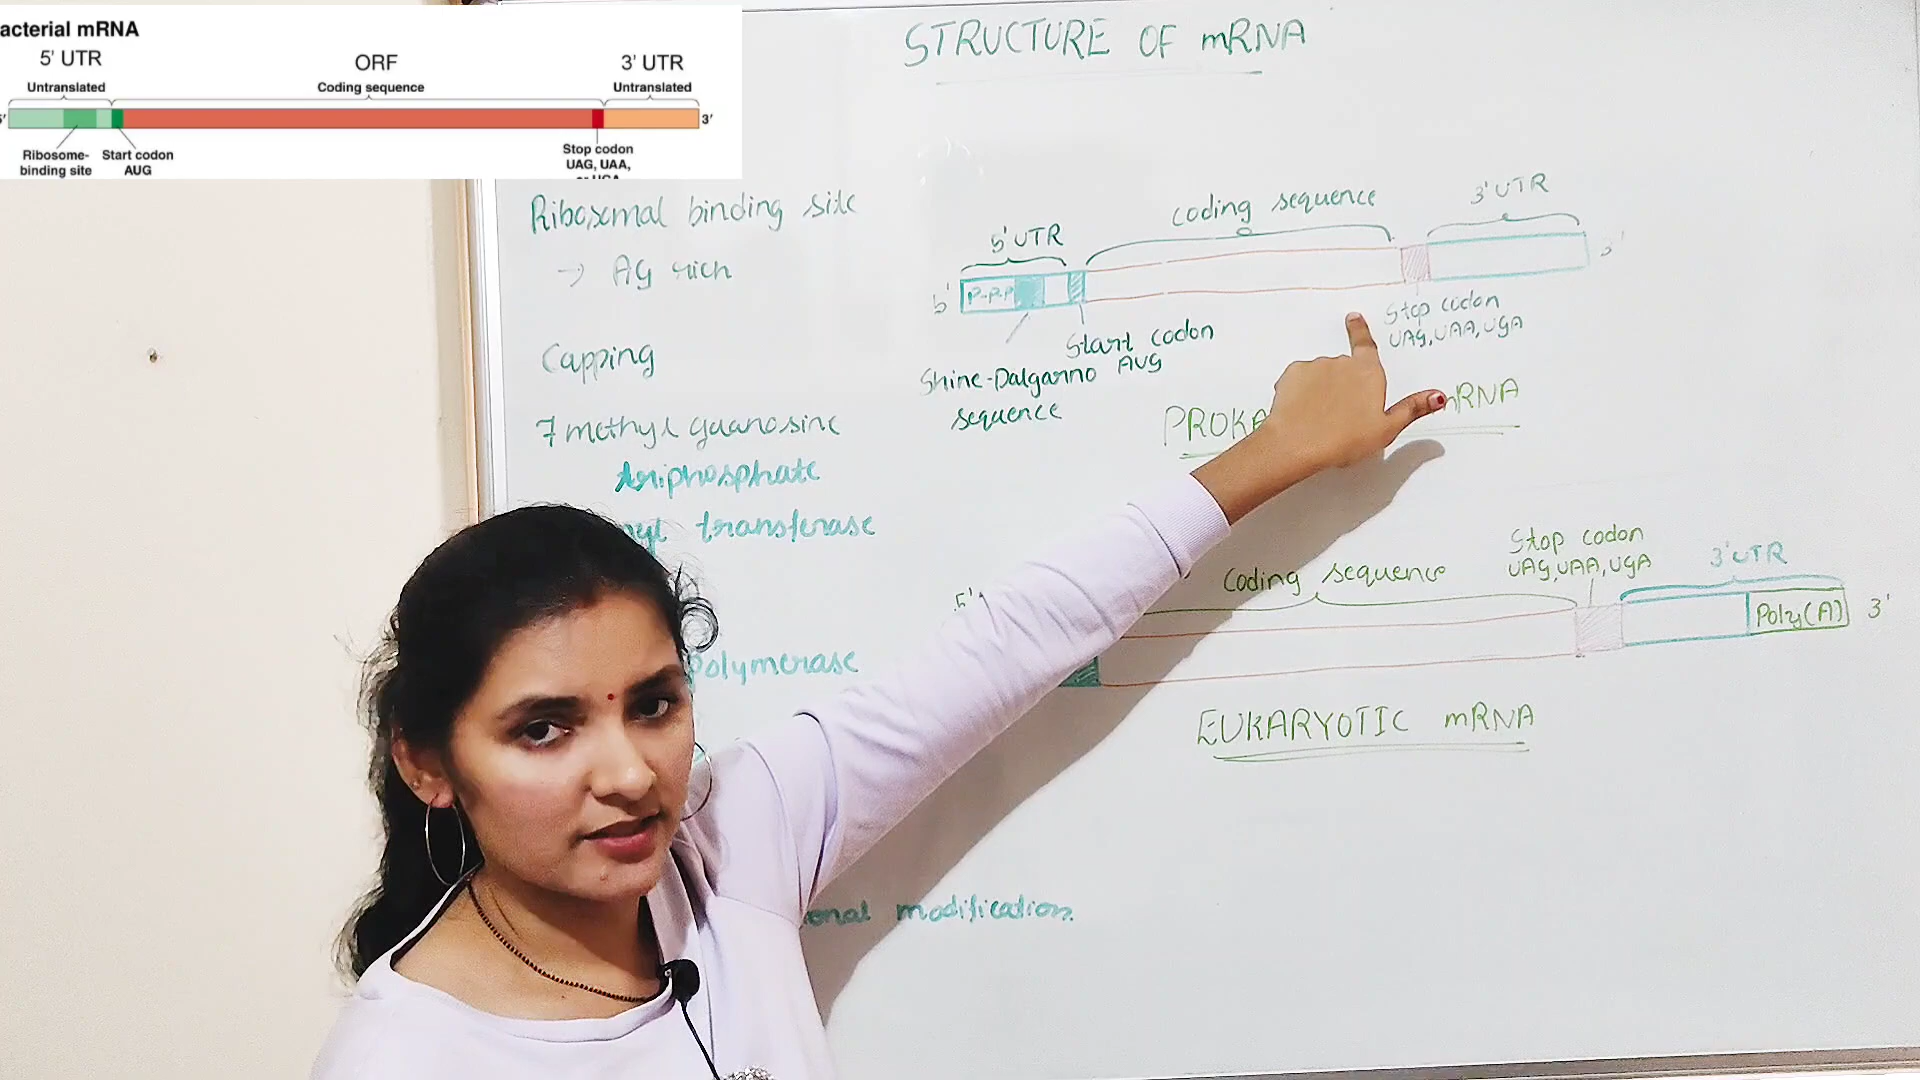 acterial mRNA
5' UTR
ORF
3' UTR
Untranslated
Coding sequence
Untranslated
3'
Ribosome-
binding site
Start codon
AUG
Stop codon
UAG, UAA,
STRUCTURE OF mRNA
Ribosomal binding site
→ AG rich
Capping
7 methyl guanosine
triphosphate
transferase
polymerase
modification
5' UTR
Coding sequence
3' UTR
5'
P-P-P
3'
Shine-Dalgarno
sequence
Start codon
AUG
Stop codon
UAG, UAA, UGA
mRNA
5'
Coding sequence
Stop codon
UAG, UAA, UGA
3' UTR
Poly(A)
3'
EUKARYOTIC mRNA